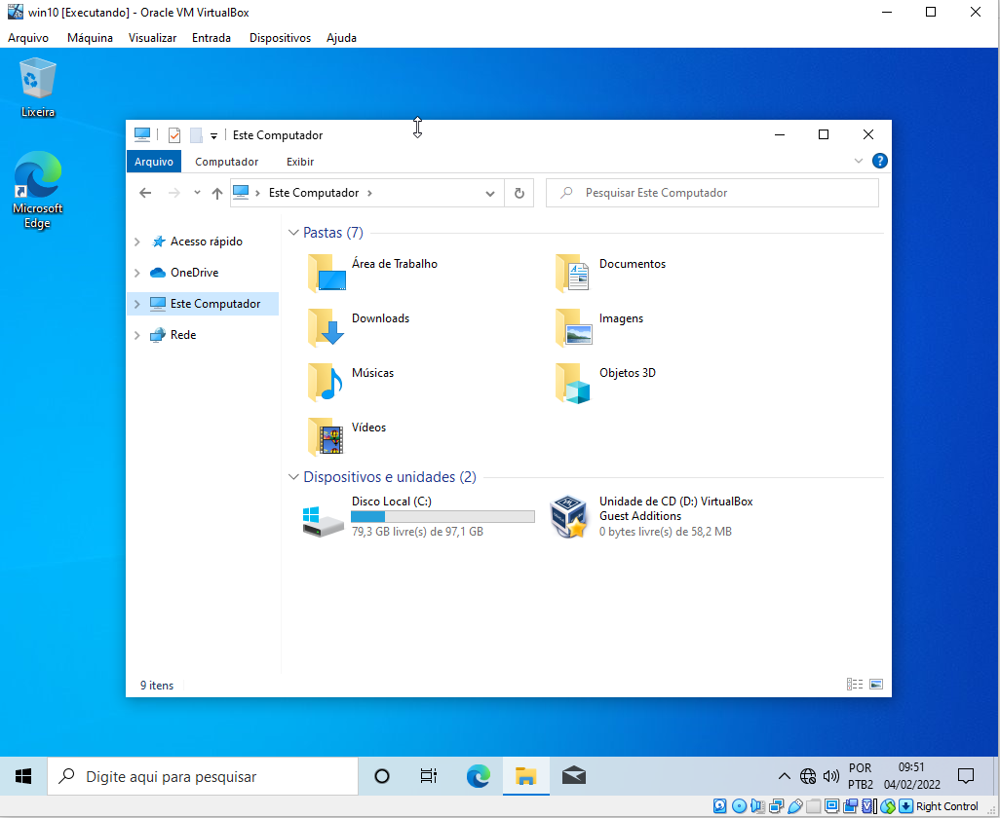 win10 [Executando] - Oracle VM VirtualBox
Arquivo Máquina Visualizar Entrada Dispositivos Ajuda
Lixeira
Microsoft
Edge
Este Computador
Arquivo Computador Exibir
Este Computador
Pesquisar Este Computador
Acesso rápido
OneDrive
Este Computador
Rede
Pastas (7)
Área de Trabalho
Documentos
Downloads
Imagens
Músicas
Objetos 3D
Vídeos
Dispositivos e unidades (2)
Disco Local (C:)
79,3 GB livre(s) de 97,1 GB
Unidade de CD (D:) VirtualBox
Guest Additions
0 bytes livre(s) de 58,2 MB
9 itens
Digite aqui para pesquisar
POR
PTB2
09:51
04/02/2022
Right Control